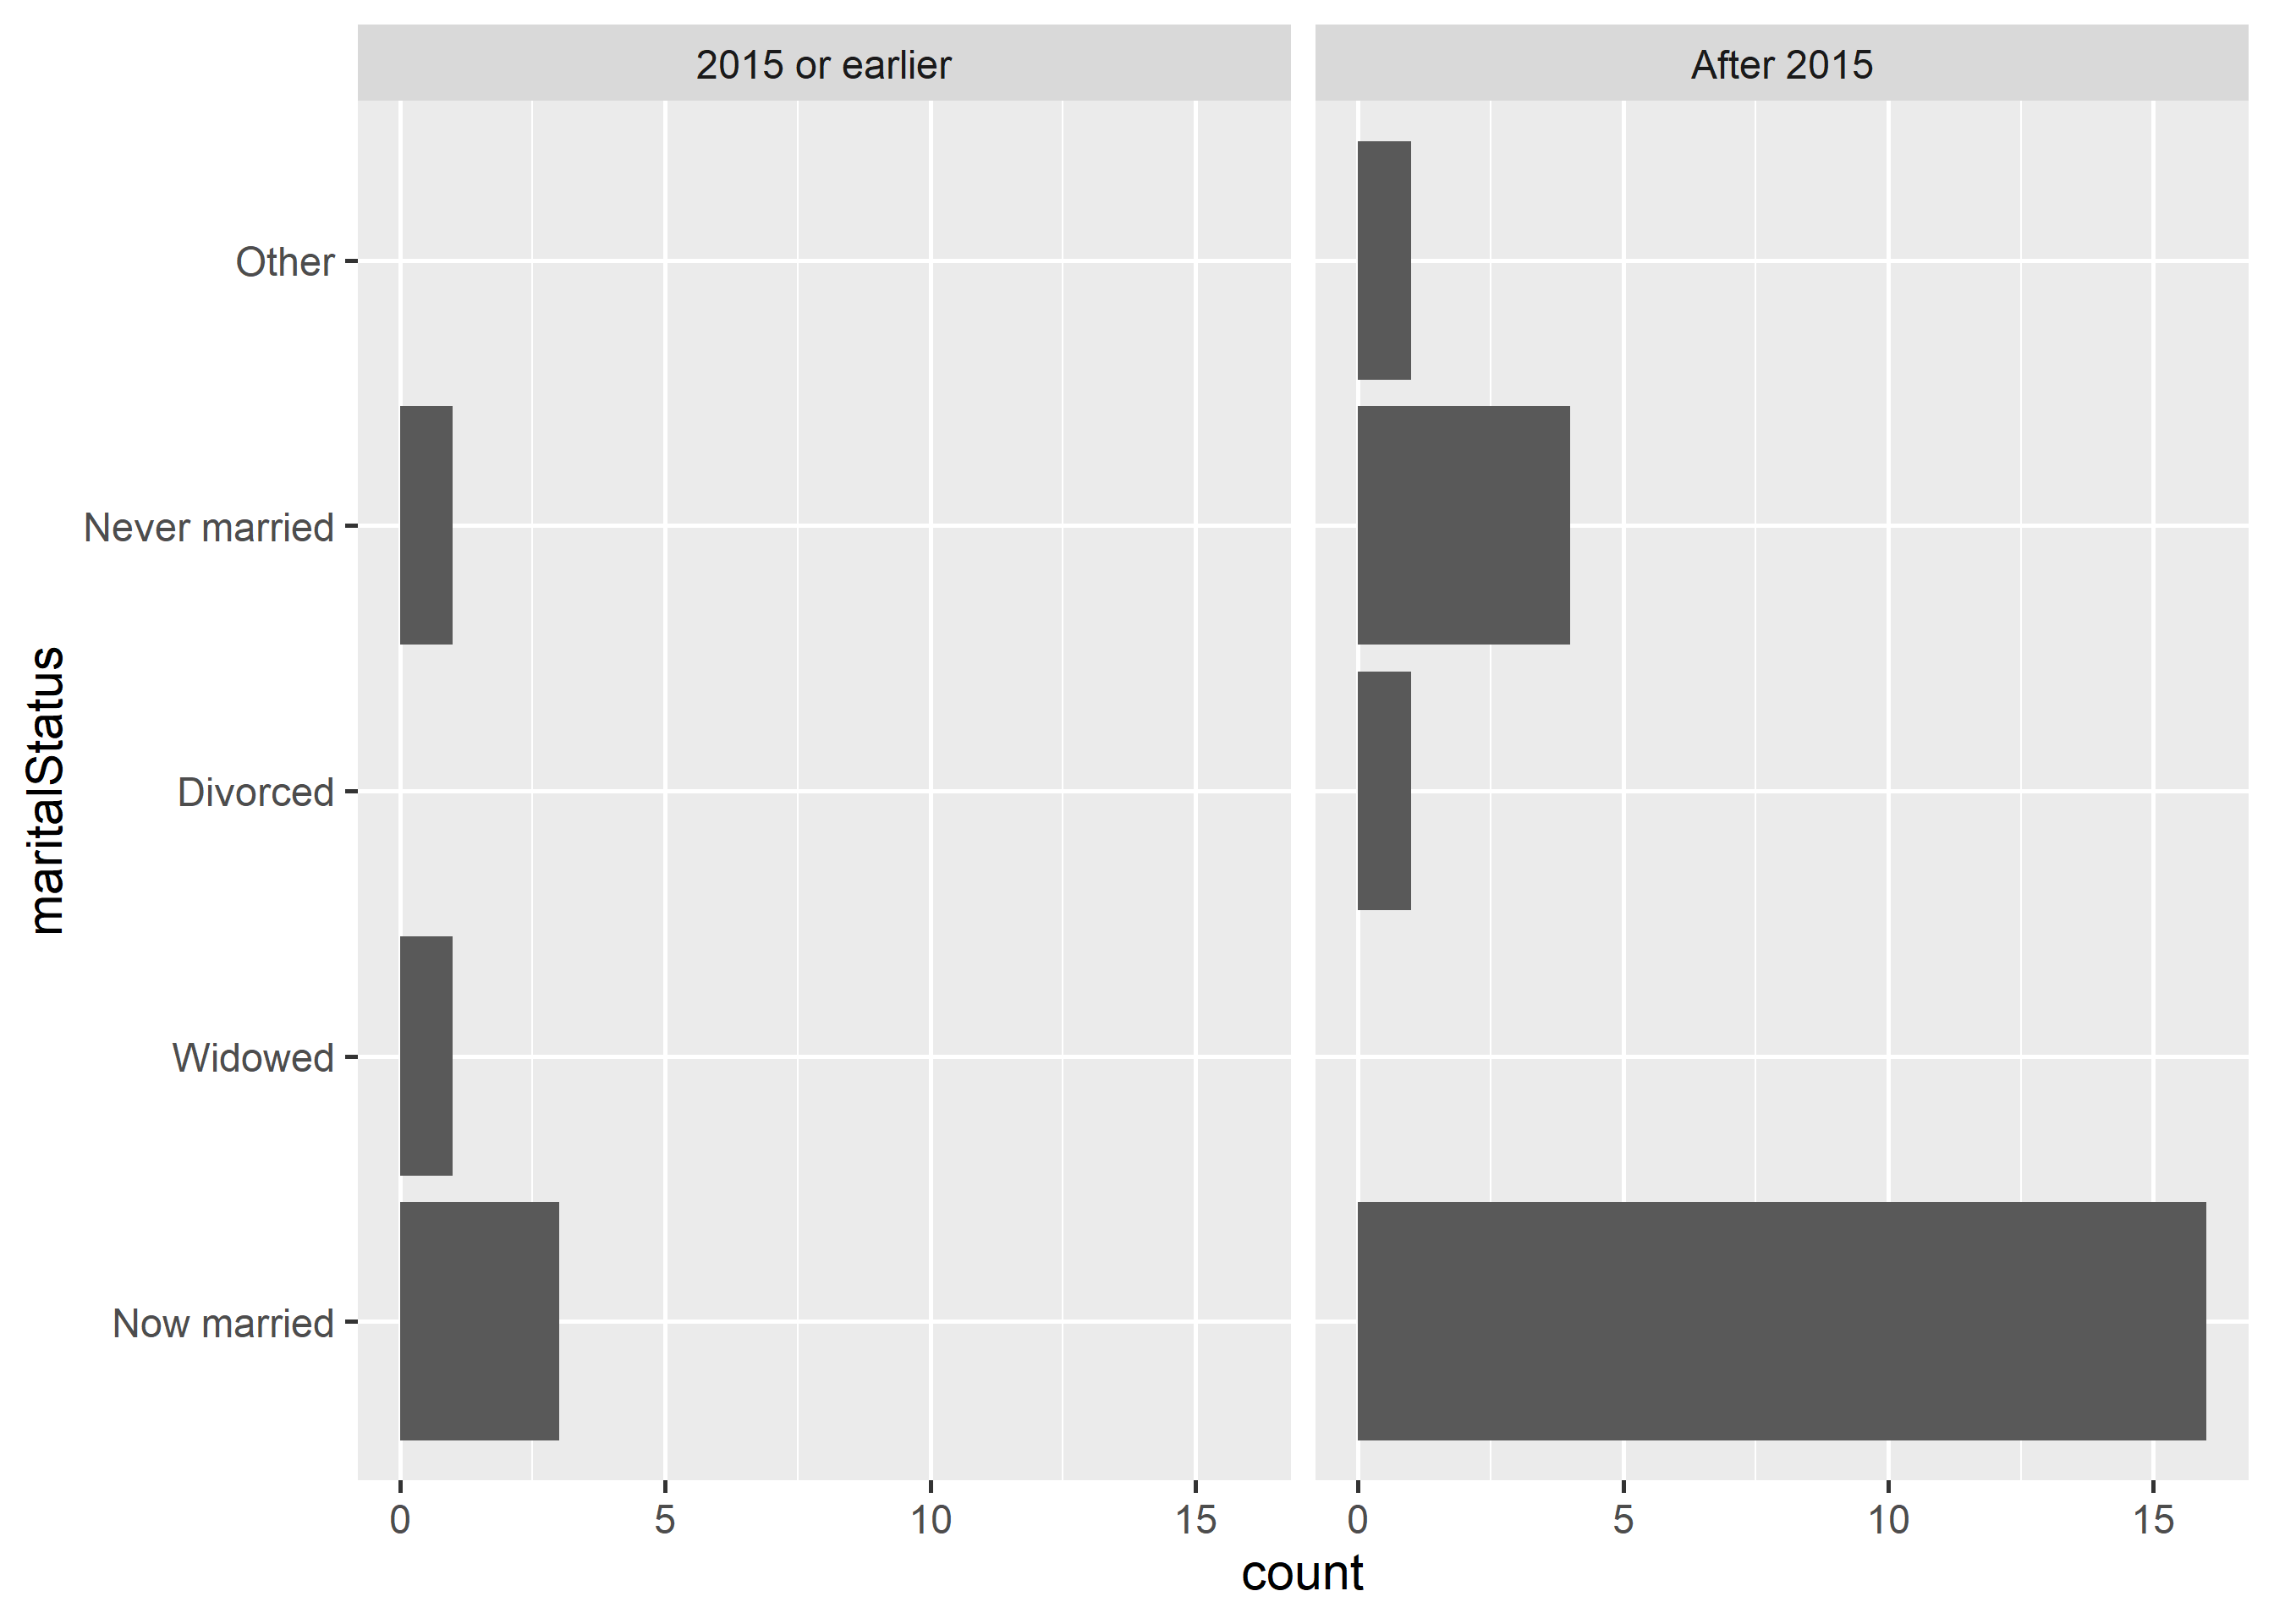 2015 or earlier
After 2015
maritalStatus
Other
Never married
Divorced
Widowed
Now married
0 5 10 15
0 5 10 15
count